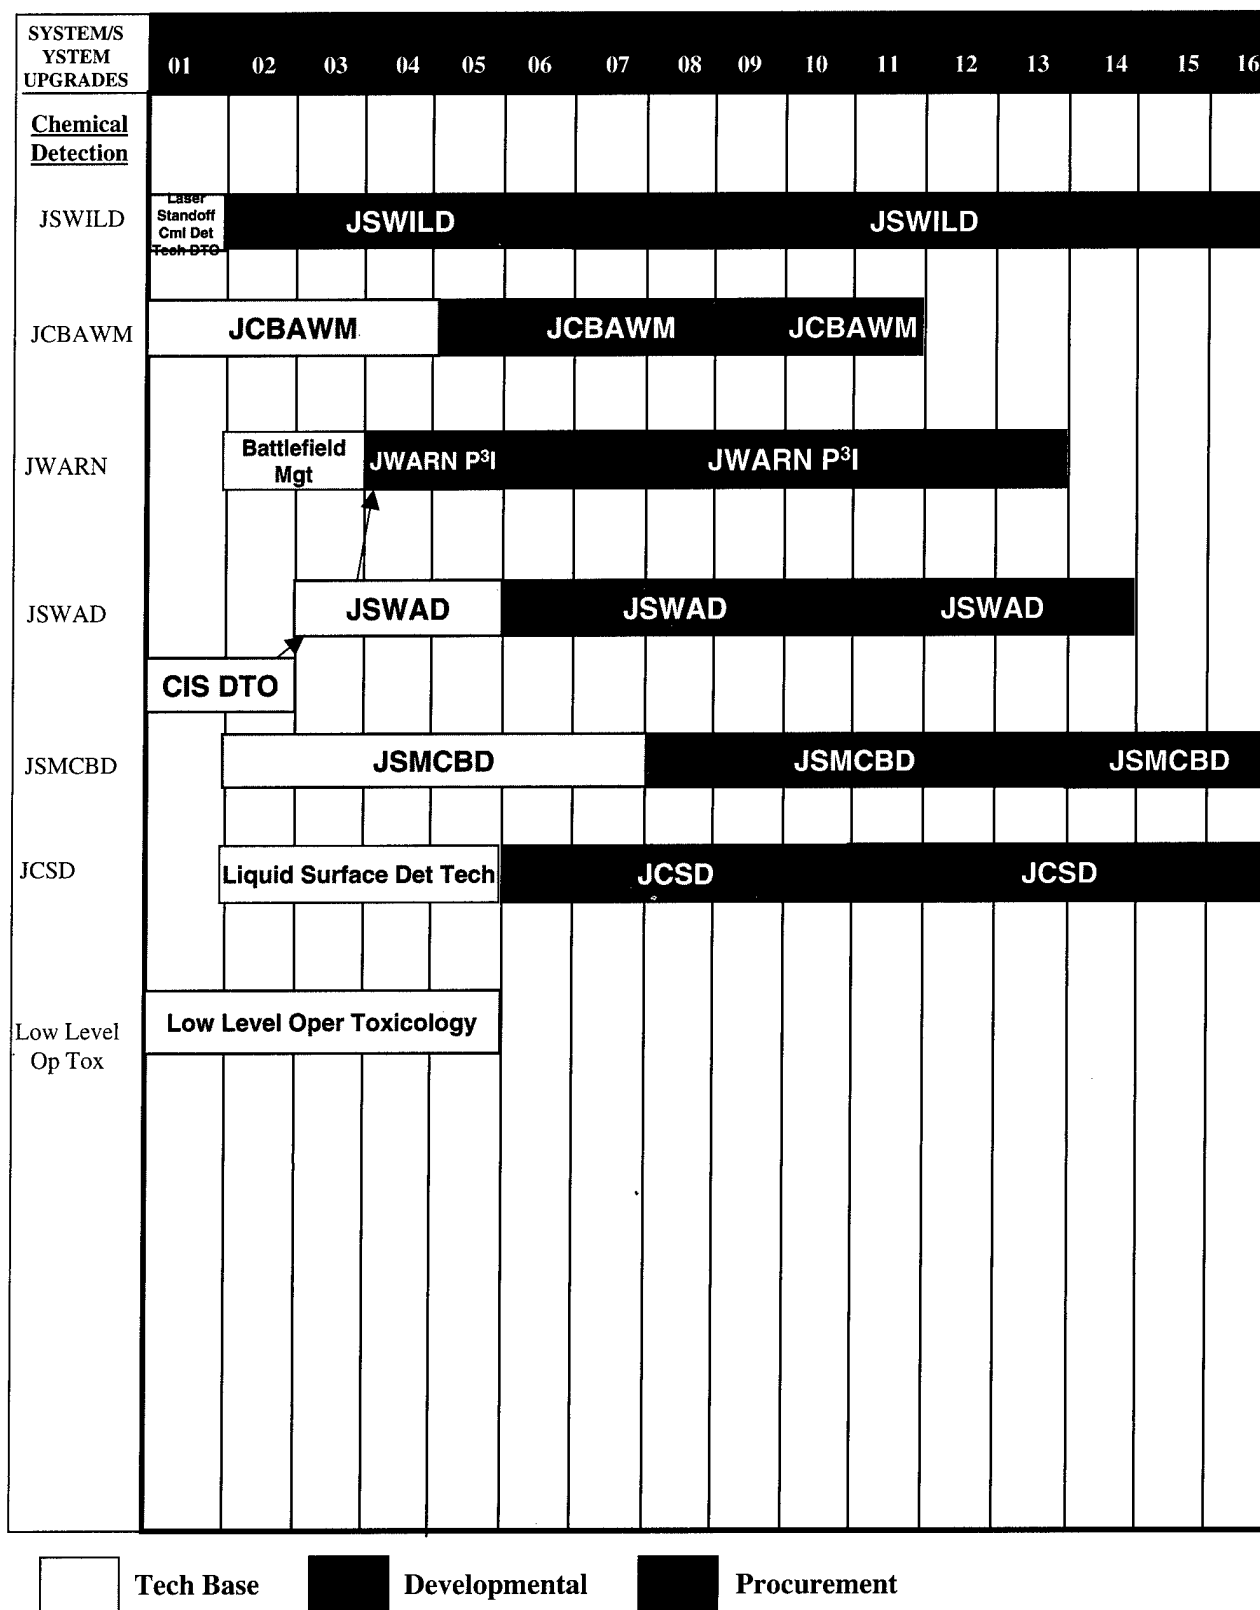 SYSTEM/S
YSTEM
UPGRADES
01 02 03 04 05 06 07 08 09 10 11 12 13 14 15 16
Chemical
Detection
JSWILD
Laser
Standoff
Cml Det
Tech DTO
JSWILD JSWILD
JCBAWM
JCBAWM JCBAWM JCBAWM
JWARN
Battlefield
Mgt
JWARN P³I JWARN P³I
JSWAD
JSWAD JSWAD JSWAD
CIS DTO
JSMCBD
JSMCBD JSMCBD JSMCBD
JCSD
Liquid Surface Det Tech JCSD JCSD
Low Level
Op Tox
Low Level Oper Toxicology
Tech Base Developmental Procurement